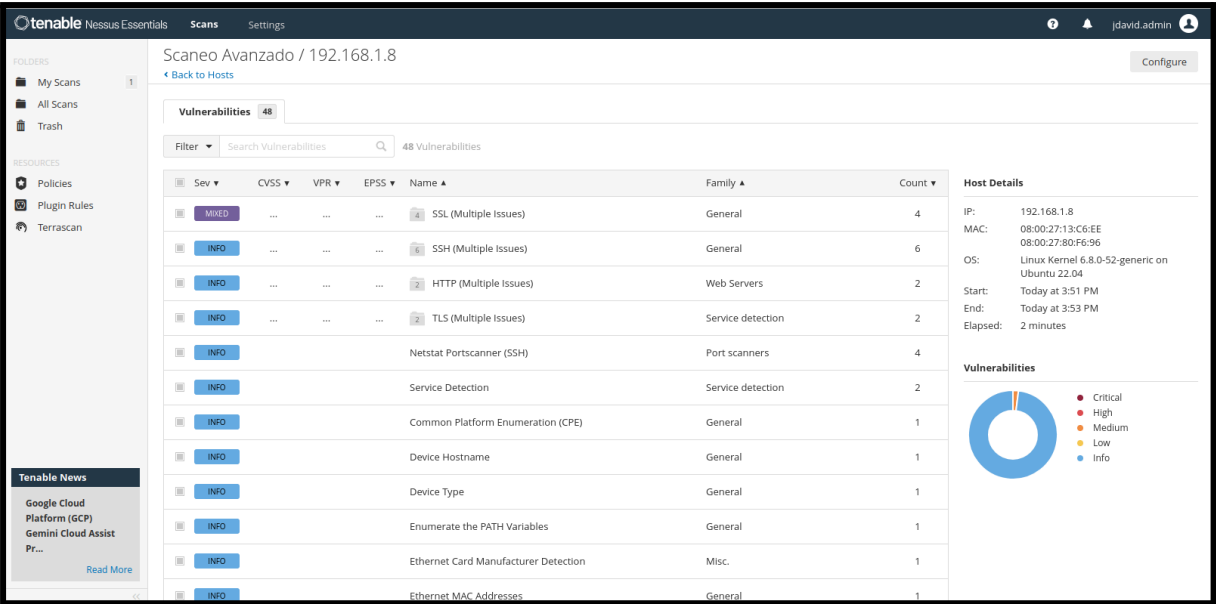 tenable Nessus Essentials Scans Settings jdavid.admin
FOLDERS
My Scans 1
All Scans
Trash
RESOURCES
Policies
Plugin Rules
Terrascan
Tenable News
Google Cloud
Platform (GCP)
Gemini Cloud Assist
Pr...
Read More
Scaneo Avanzado / 192.168.1.8
Back to Hosts
Configure
Vulnerabilities 48
Filter Search Vulnerabilities 48 Vulnerabilities
Sev CVSS VPR EPSS Name Family Count
MIXED ... ... ... 4 SSL (Multiple Issues) General 4
INFO ... ... ... 6 SSH (Multiple Issues) General 6
INFO ... ... ... 2 HTTP (Multiple Issues) Web Servers 2
INFO ... ... ... 2 TLS (Multiple Issues) Service detection 2
INFO Netstat Portscanner (SSH) Port scanners 4
INFO Service Detection Service detection 2
INFO Common Platform Enumeration (CPE) General 1
INFO Device Hostname General 1
INFO Device Type General 1
INFO Enumerate the PATH Variables General 1
INFO Ethernet Card Manufacturer Detection Misc. 1
INFO Ethernet MAC Addresses General 1
Host Details
IP: 192.168.1.8
MAC: 08:00:27:13:C6:EE
08:00:27:80:F6:96
OS: Linux Kernel 6.8.0-52-generic on
Ubuntu 22.04
Start: Today at 3:51 PM
End: Today at 3:53 PM
Elapsed: 2 minutes
Vulnerabilities
Critical
High
Medium
Low
Info